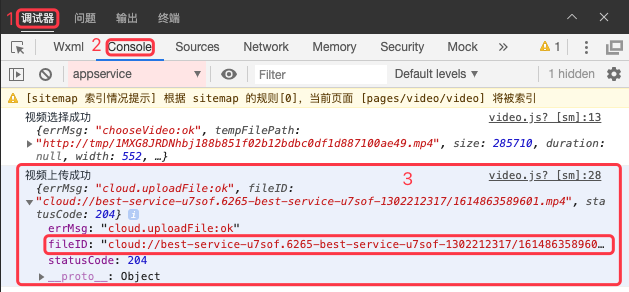 1 调试器 问题 输出 终端
Wxml 2 Console Sources Network Memory Security Mock » 1
appservice Filter Default levels 1 hidden
[sitemap 索引情况提示] 根据 sitemap 的规则[0],当前页面 [pages/video/video] 将被索引
视频选择成功 video.js? [sm]:13
{errMsg: "chooseVideo:ok", tempFilePath:
"http://tmp/1MXG8JRDNhbj188b851f02b12bdbc0df1d887100ae49.mp4", size: 285710, duration:
null, width: 552, …}
视频上传成功 3 video.js? [sm]:28
{errMsg: "cloud.uploadFile:ok", fileID:
"cloud://best-service-u7sof.6265-best-service-u7sof-1302212317/1614863589601.mp4", sta
tusCode: 204} i
errMsg: "cloud.uploadFile:ok"
fileID: "cloud://best-service-u7sof.6265-best-service-u7sof-1302212317/161486358960…
statusCode: 204
__proto__: Object